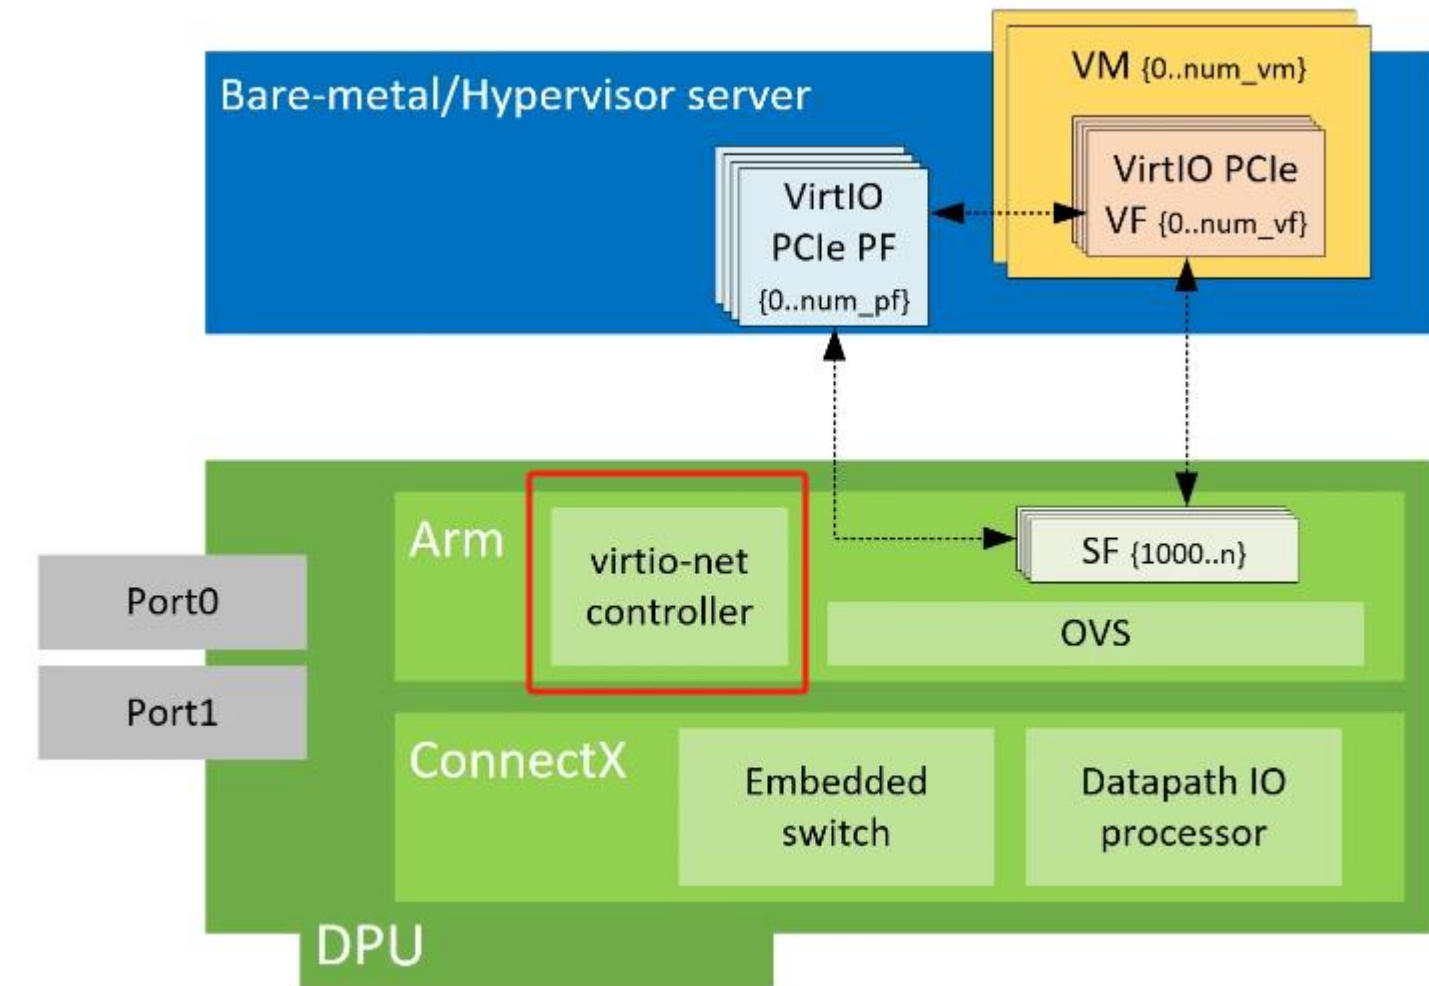 Bare-metal/Hypervisor server
VM {0..num_vm}
VirtIO PCIe
VF {0..num_vf}
VirtIO
PCIe PF
{0..num_pf}
Arm
virtio-net
controller
SF {1000..n}
OVS
Port0
Port1
ConnectX
Embedded
switch
Datapath IO
processor
DPU